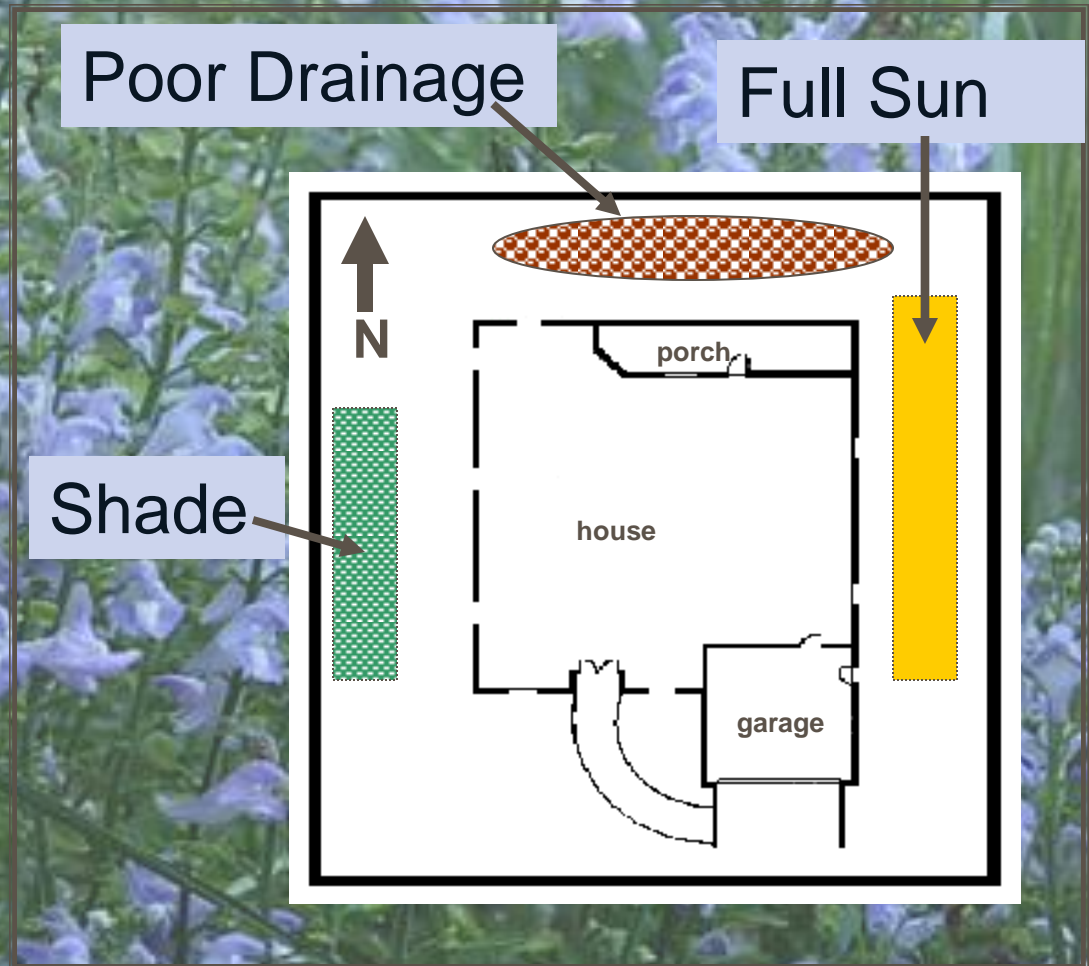 Poor Drainage
Full Sun
N
porch
Shade
house
garage